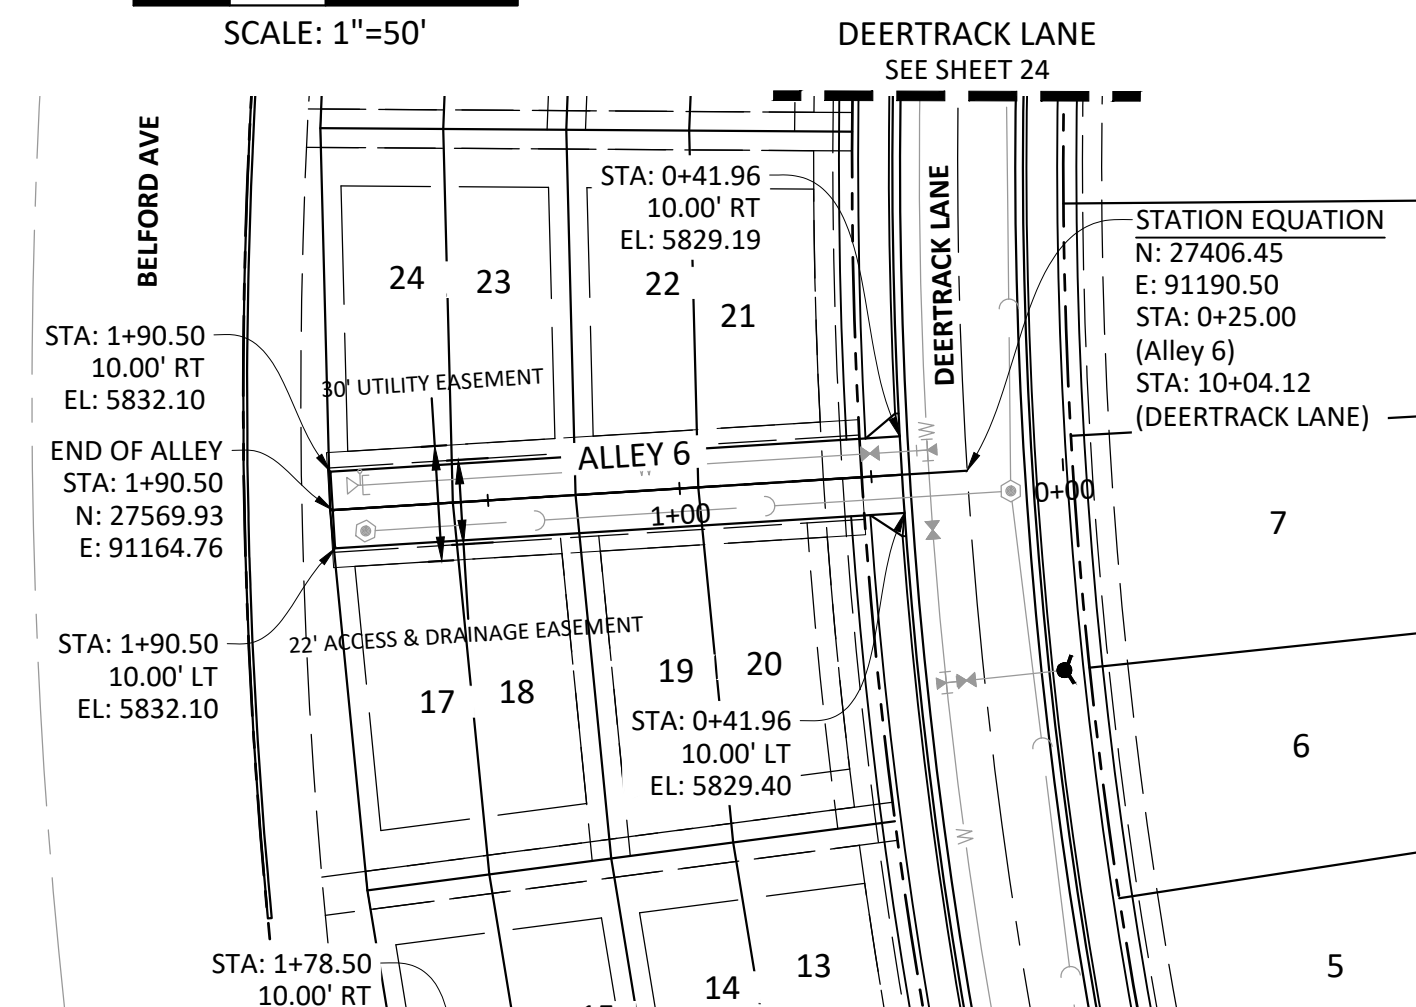 SCALE: 1"=50'
DEERTRACK LANE
SEE SHEET 24
BELFORD AVE
DEERTRACK LANE
STA: 0+41.96
10.00' RT
EL: 5829.19
STATION EQUATION
N: 27406.45
E: 91190.50
STA: 0+25.00
(Alley 6)
STA: 10+04.12
(DEERTRACK LANE)
24
23
22
21
STA: 1+90.50
10.00' RT
EL: 5832.10
30' UTILITY EASEMENT
END OF ALLEY
STA: 1+90.50
N: 27569.93
E: 91164.76
ALLEY 6
W
W
1+00
0+00
7
STA: 1+90.50
10.00' LT
EL: 5832.10
22' ACCESS & DRAINAGE EASEMENT
17
18
19
20
STA: 0+41.96
10.00' LT
EL: 5829.40
6
W
STA: 1+78.50
10.00' RT
14
13
5